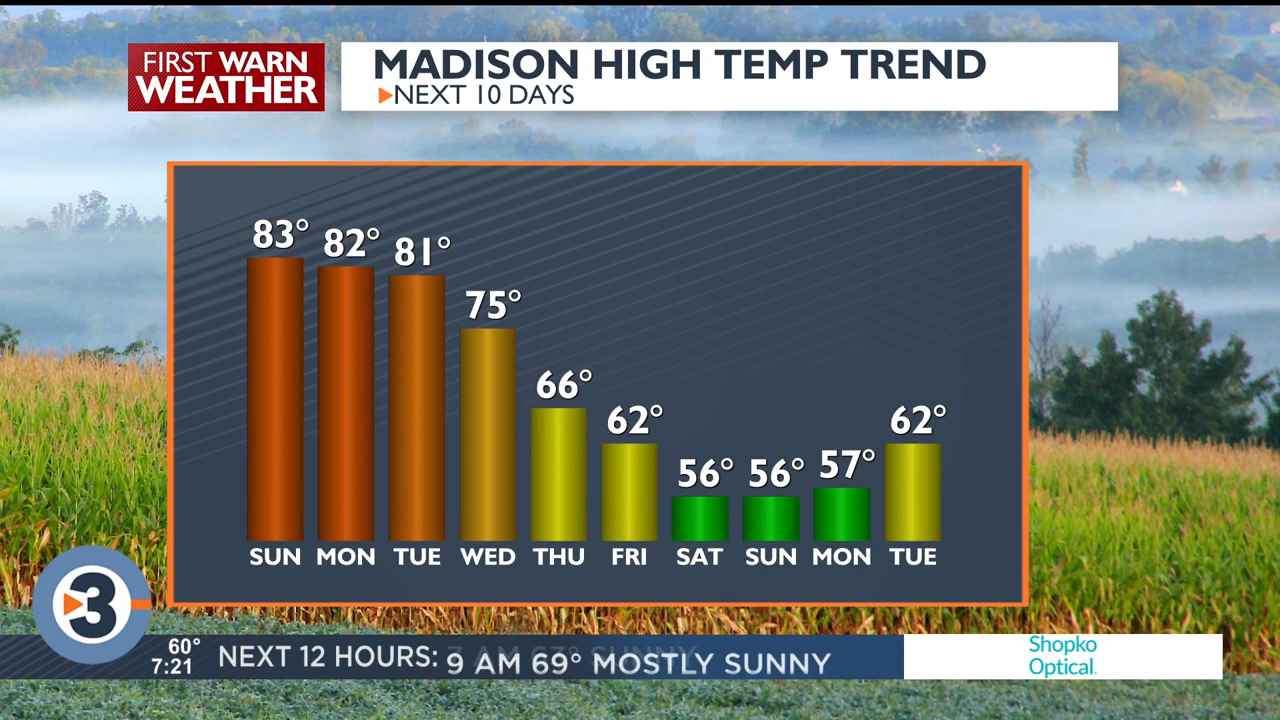 FIRST WARN
WEATHER
MADISON HIGH TEMP TREND
NEXT 10 DAYS
83° 82° 81° 75° 66° 62° 56° 56° 57° 62°
SUN MON TUE WED THU FRI SAT SUN MON TUE
3
60°
7:21
NEXT 12 HOURS: 9 AM 69° MOSTLY SUNNY
Shopko
Optical.